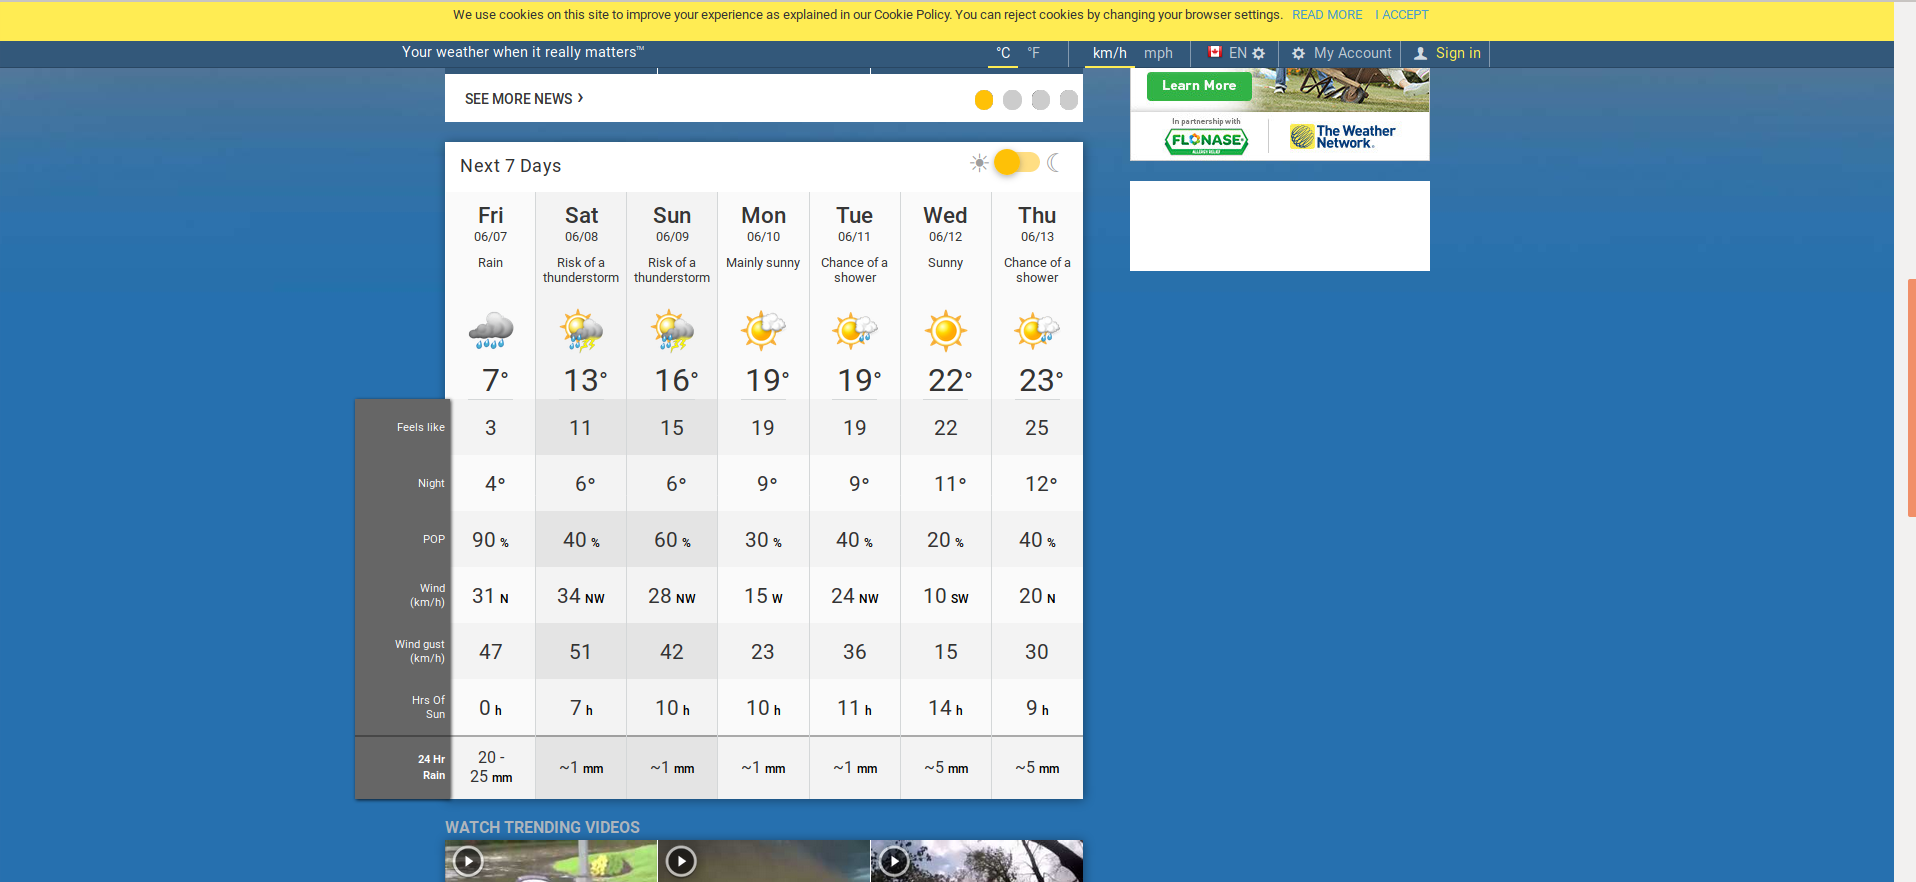 We use cookies on this site to improve your experience as explained in our Cookie Policy. You can reject cookies by changing your browser settings. READ MORE I ACCEPT
Your weather when it really matters™ °C °F km/h mph EN My Account Sign in
SEE MORE NEWS ›
Learn More
In partnership with
FLONASE
ALLERGY RELIEF
The Weather
Network
Next 7 Days
Fri Sat Sun Mon Tue Wed Thu
06/07 06/08 06/09 06/10 06/11 06/12 06/13
Rain Risk of a thunderstorm Risk of a thunderstorm Mainly sunny Chance of a shower Sunny Chance of a shower
7° 13° 16° 19° 19° 22° 23°
Feels like 3 11 15 19 19 22 25
Night 4° 6° 6° 9° 9° 11° 12°
POP 90 % 40 % 60 % 30 % 40 % 20 % 40 %
Wind (km/h) 31 N 34 NW 28 NW 15 W 24 NW 10 SW 20 N
Wind gust (km/h) 47 51 42 23 36 15 30
Hrs Of Sun 0 h 7 h 10 h 10 h 11 h 14 h 9 h
24 Hr Rain 20 - 25 mm ~1 mm ~1 mm ~1 mm ~1 mm ~5 mm ~5 mm
WATCH TRENDING VIDEOS